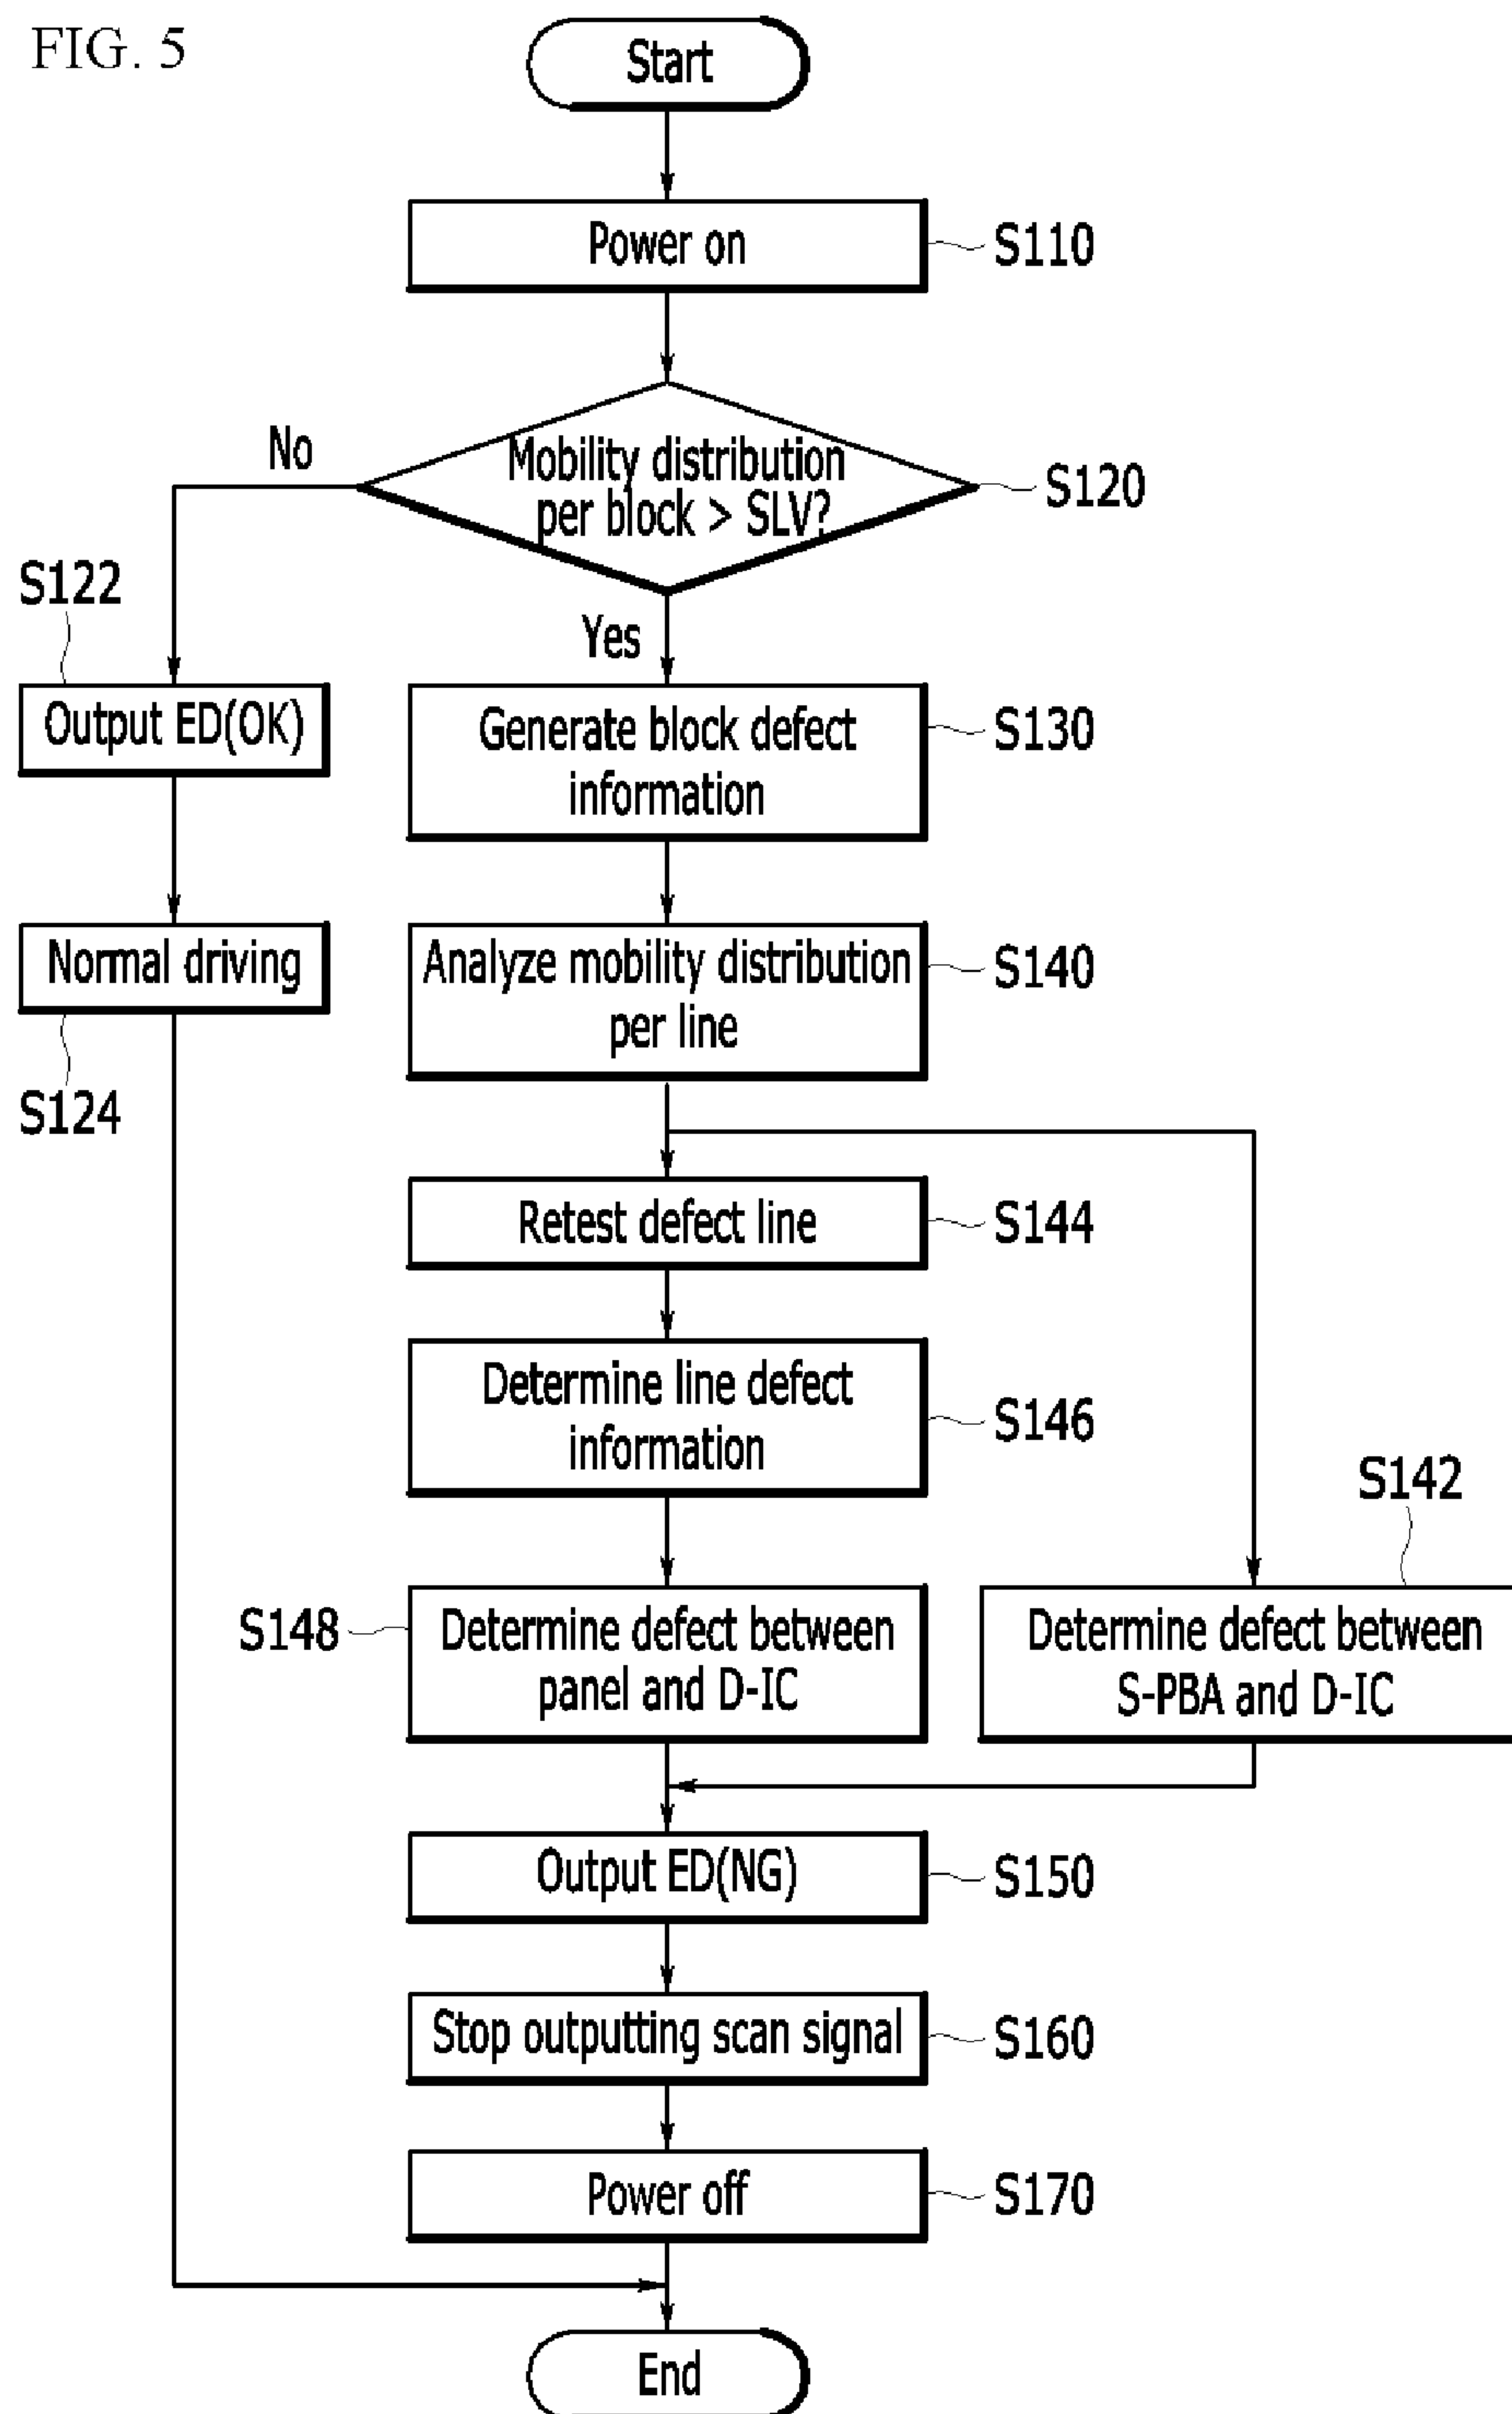 FIG. 5
Start
Power on
S110
Mobility distribution
per block > SLV?
S120
No
Yes
S122
Output ED(OK)
Generate block defect
information
S130
Normal driving
S124
Analyze mobility distribution
per line
S140
Retest defect line
S144
Determine line defect
information
S146
S142
S148
Determine defect between
panel and D-IC
Determine defect between
S-PBA and D-IC
Output ED(NG)
S150
Stop outputting scan signal
S160
Power off
S170
End